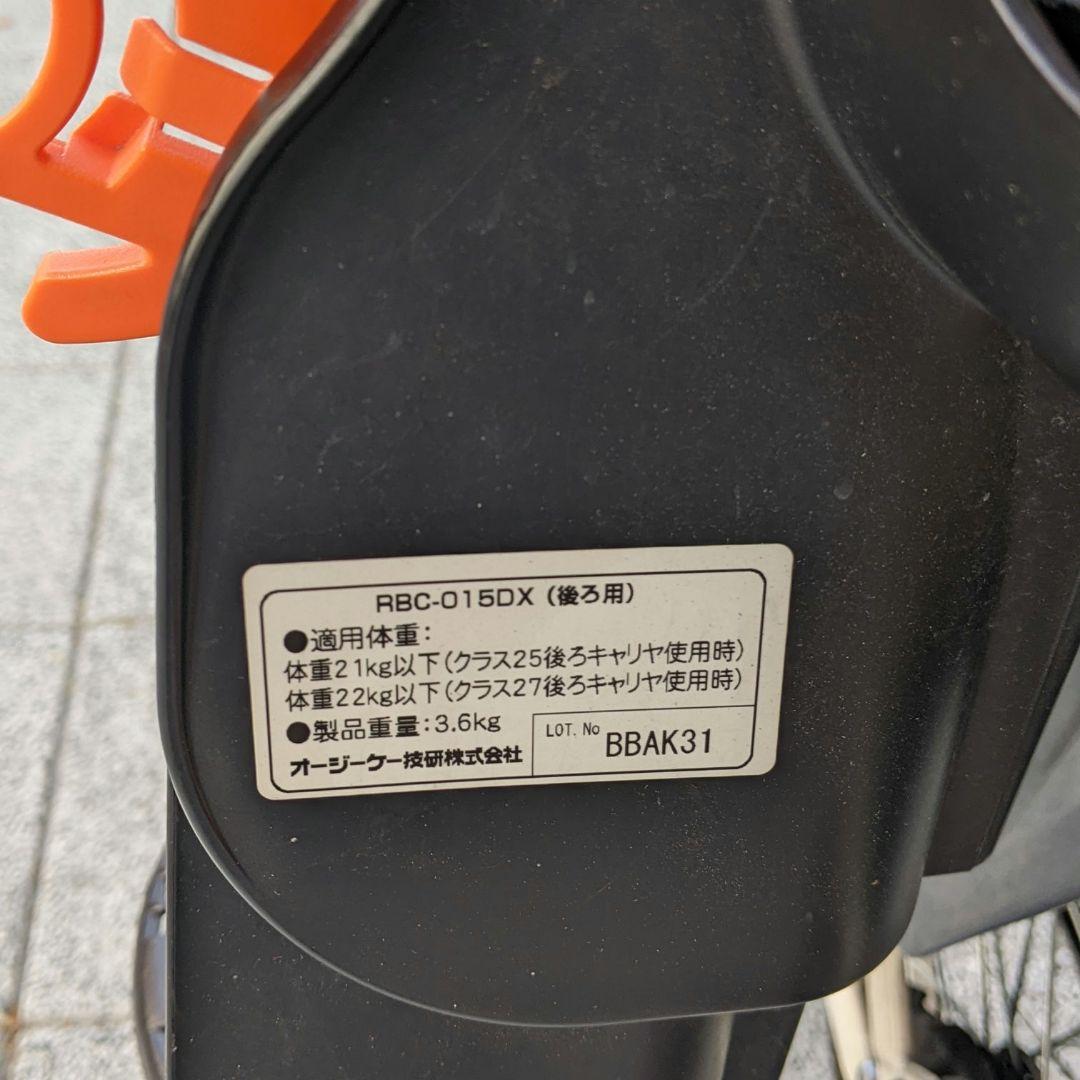 RBC-015DX（後ろ用）
●適用体重：
体重21kg以下（クラス25後ろキャリヤ使用時）
体重22kg以下（クラス27後ろキャリヤ使用時）
●製品重量：3.6kg
オージーケー技研株式会社
LOT. No BBAK31